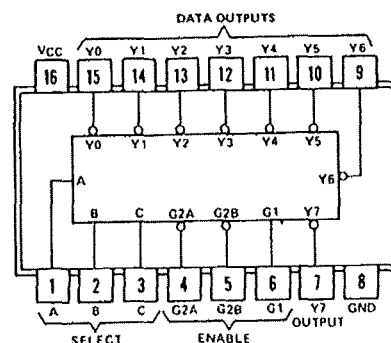 DATA OUTPUTS
VCC Y0 Y1 Y2 Y3 Y4 Y5 Y6
16 15 14 13 12 11 10 9
Y0 Y1 Y2 Y3 Y4 Y5
A Y6
B C G2A G2B G1 Y7
1 2 3 4 5 6 7 8
A B C G2A G2B G1 Y7 GND
SELECT ENABLE OUTPUT